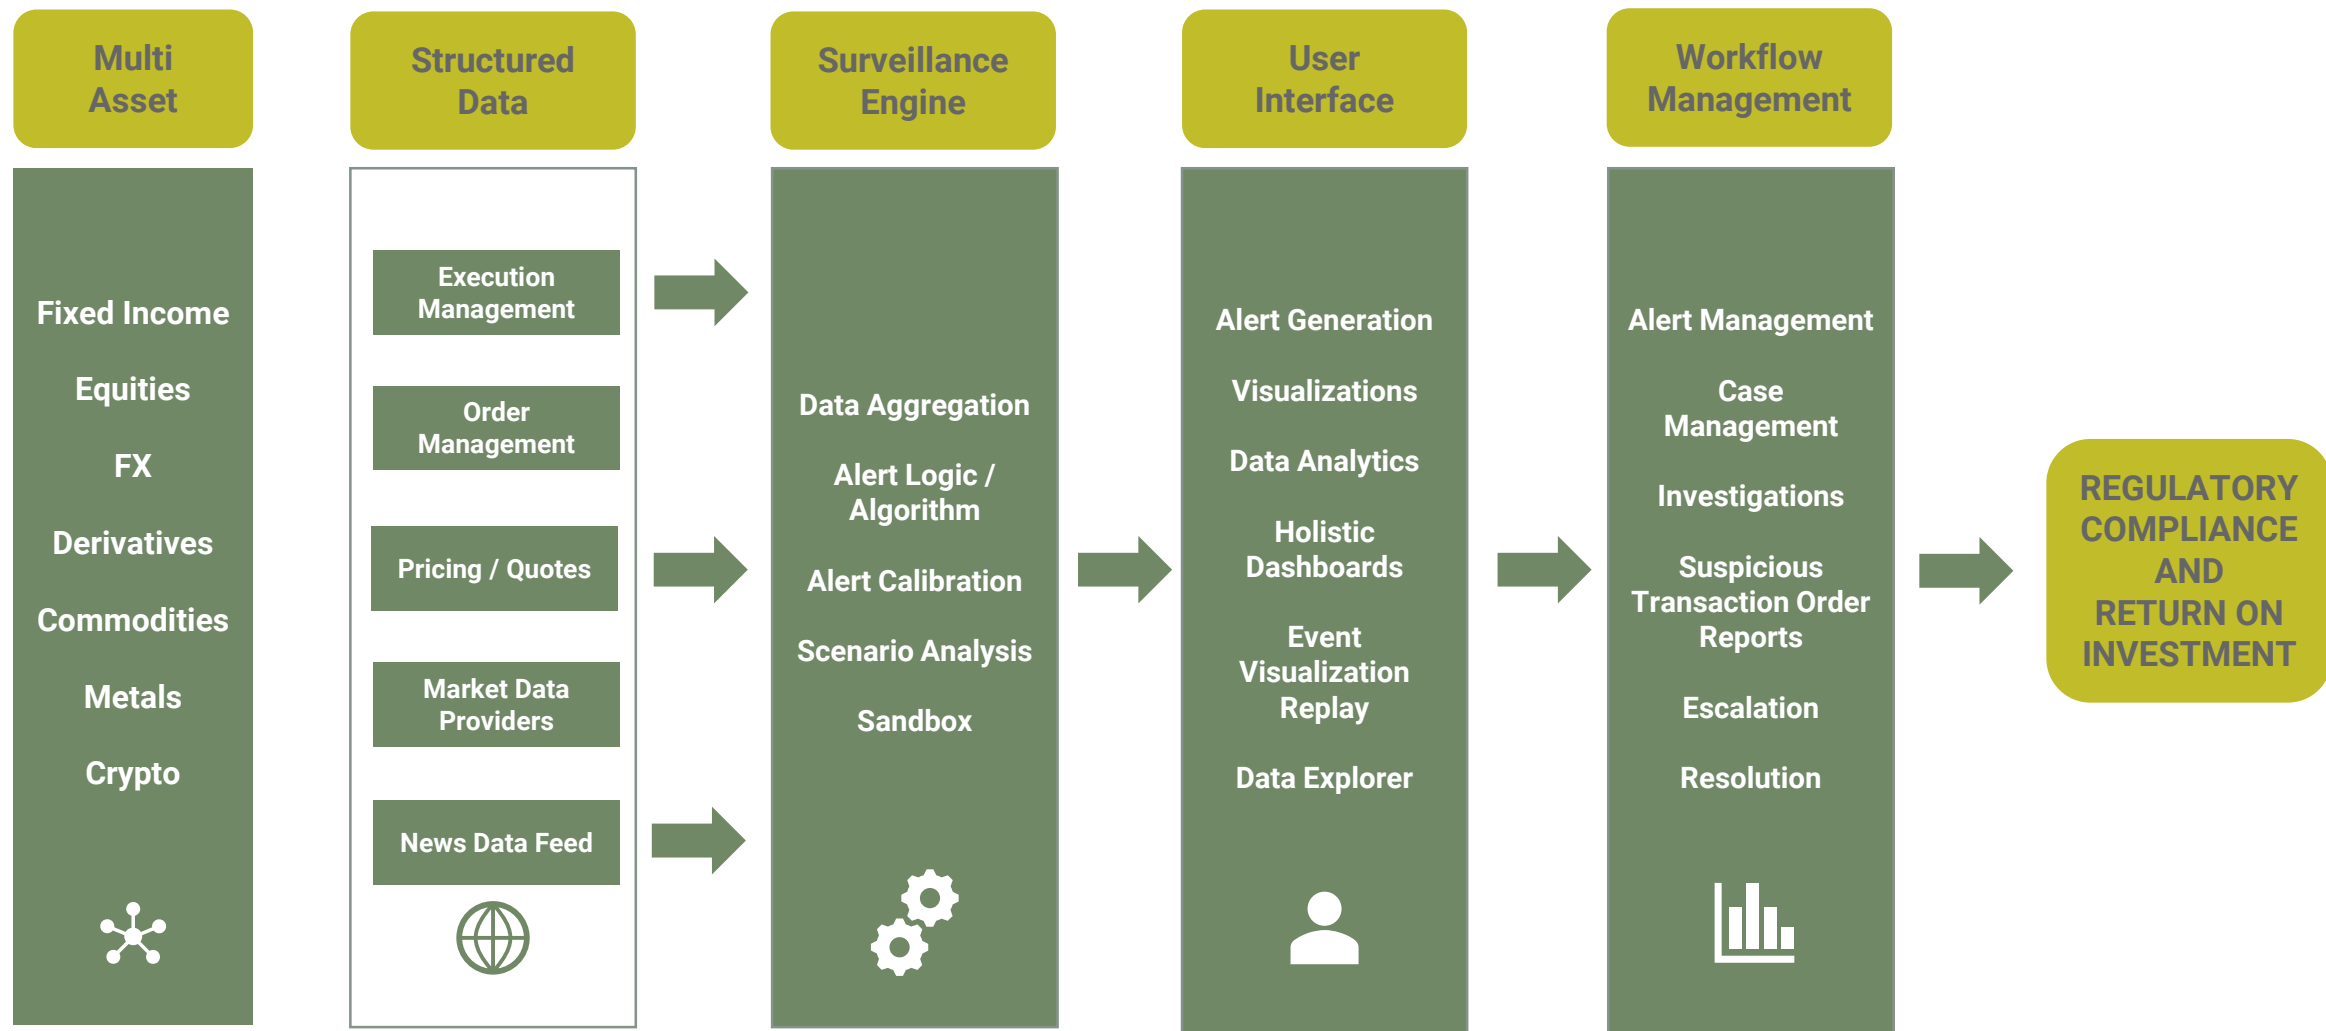 Multi
Asset
Structured
Data
Surveillance
Engine
User
Interface
Workflow
Management
Fixed Income
Equities
FX
Derivatives
Commodities
Metals
Crypto
Execution
Management
Order
Management
Pricing / Quotes
Market Data
Providers
News Data Feed
Data Aggregation
Alert Logic /
Algorithm
Alert Calibration
Scenario Analysis
Sandbox
Alert Generation
Visualizations
Data Analytics
Holistic
Dashboards
Event
Visualization
Replay
Data Explorer
Alert Management
Case
Management
Investigations
Suspicious
Transaction Order
Reports
Escalation
Resolution
REGULATORY
COMPLIANCE
AND
RETURN ON
INVESTMENT